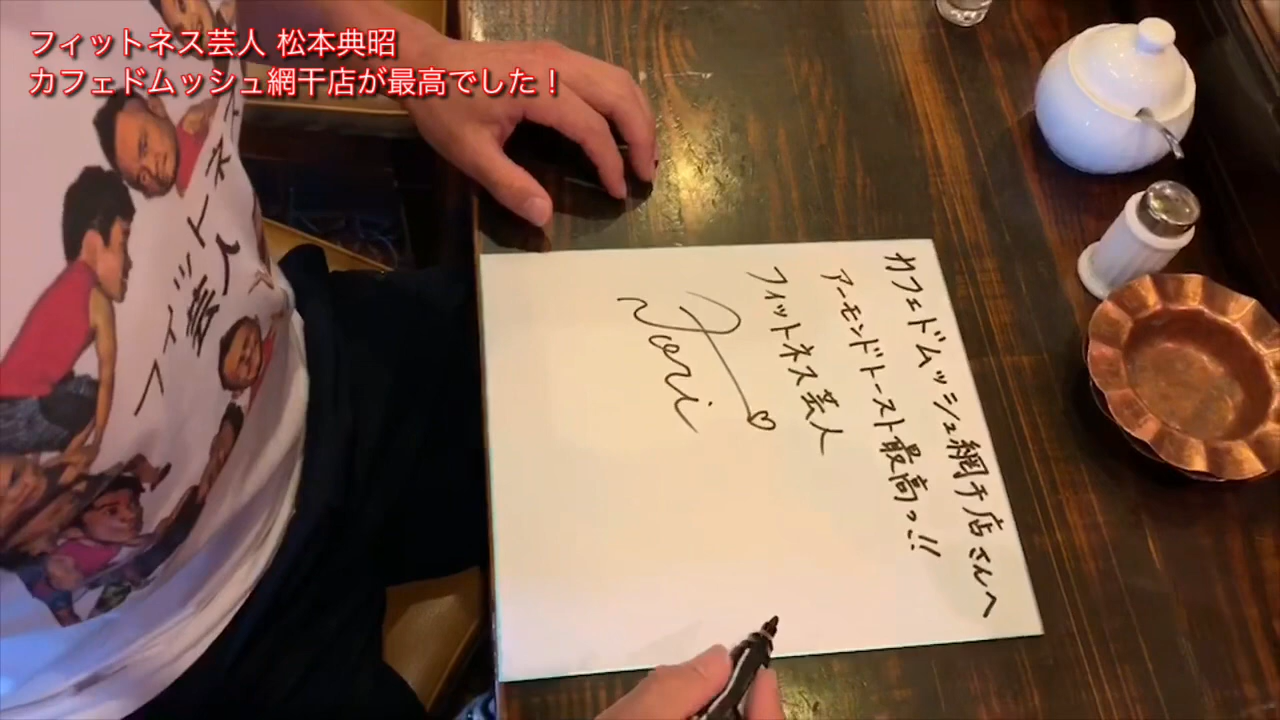 フィットネス芸人 松本典昭
カフェドムッシュ網干店が最高でした！
フィットネス
芸人
カフェドムッシュ網干店さんへ
アーモンドトースト最高っ!!
フィットネス芸人
Nori